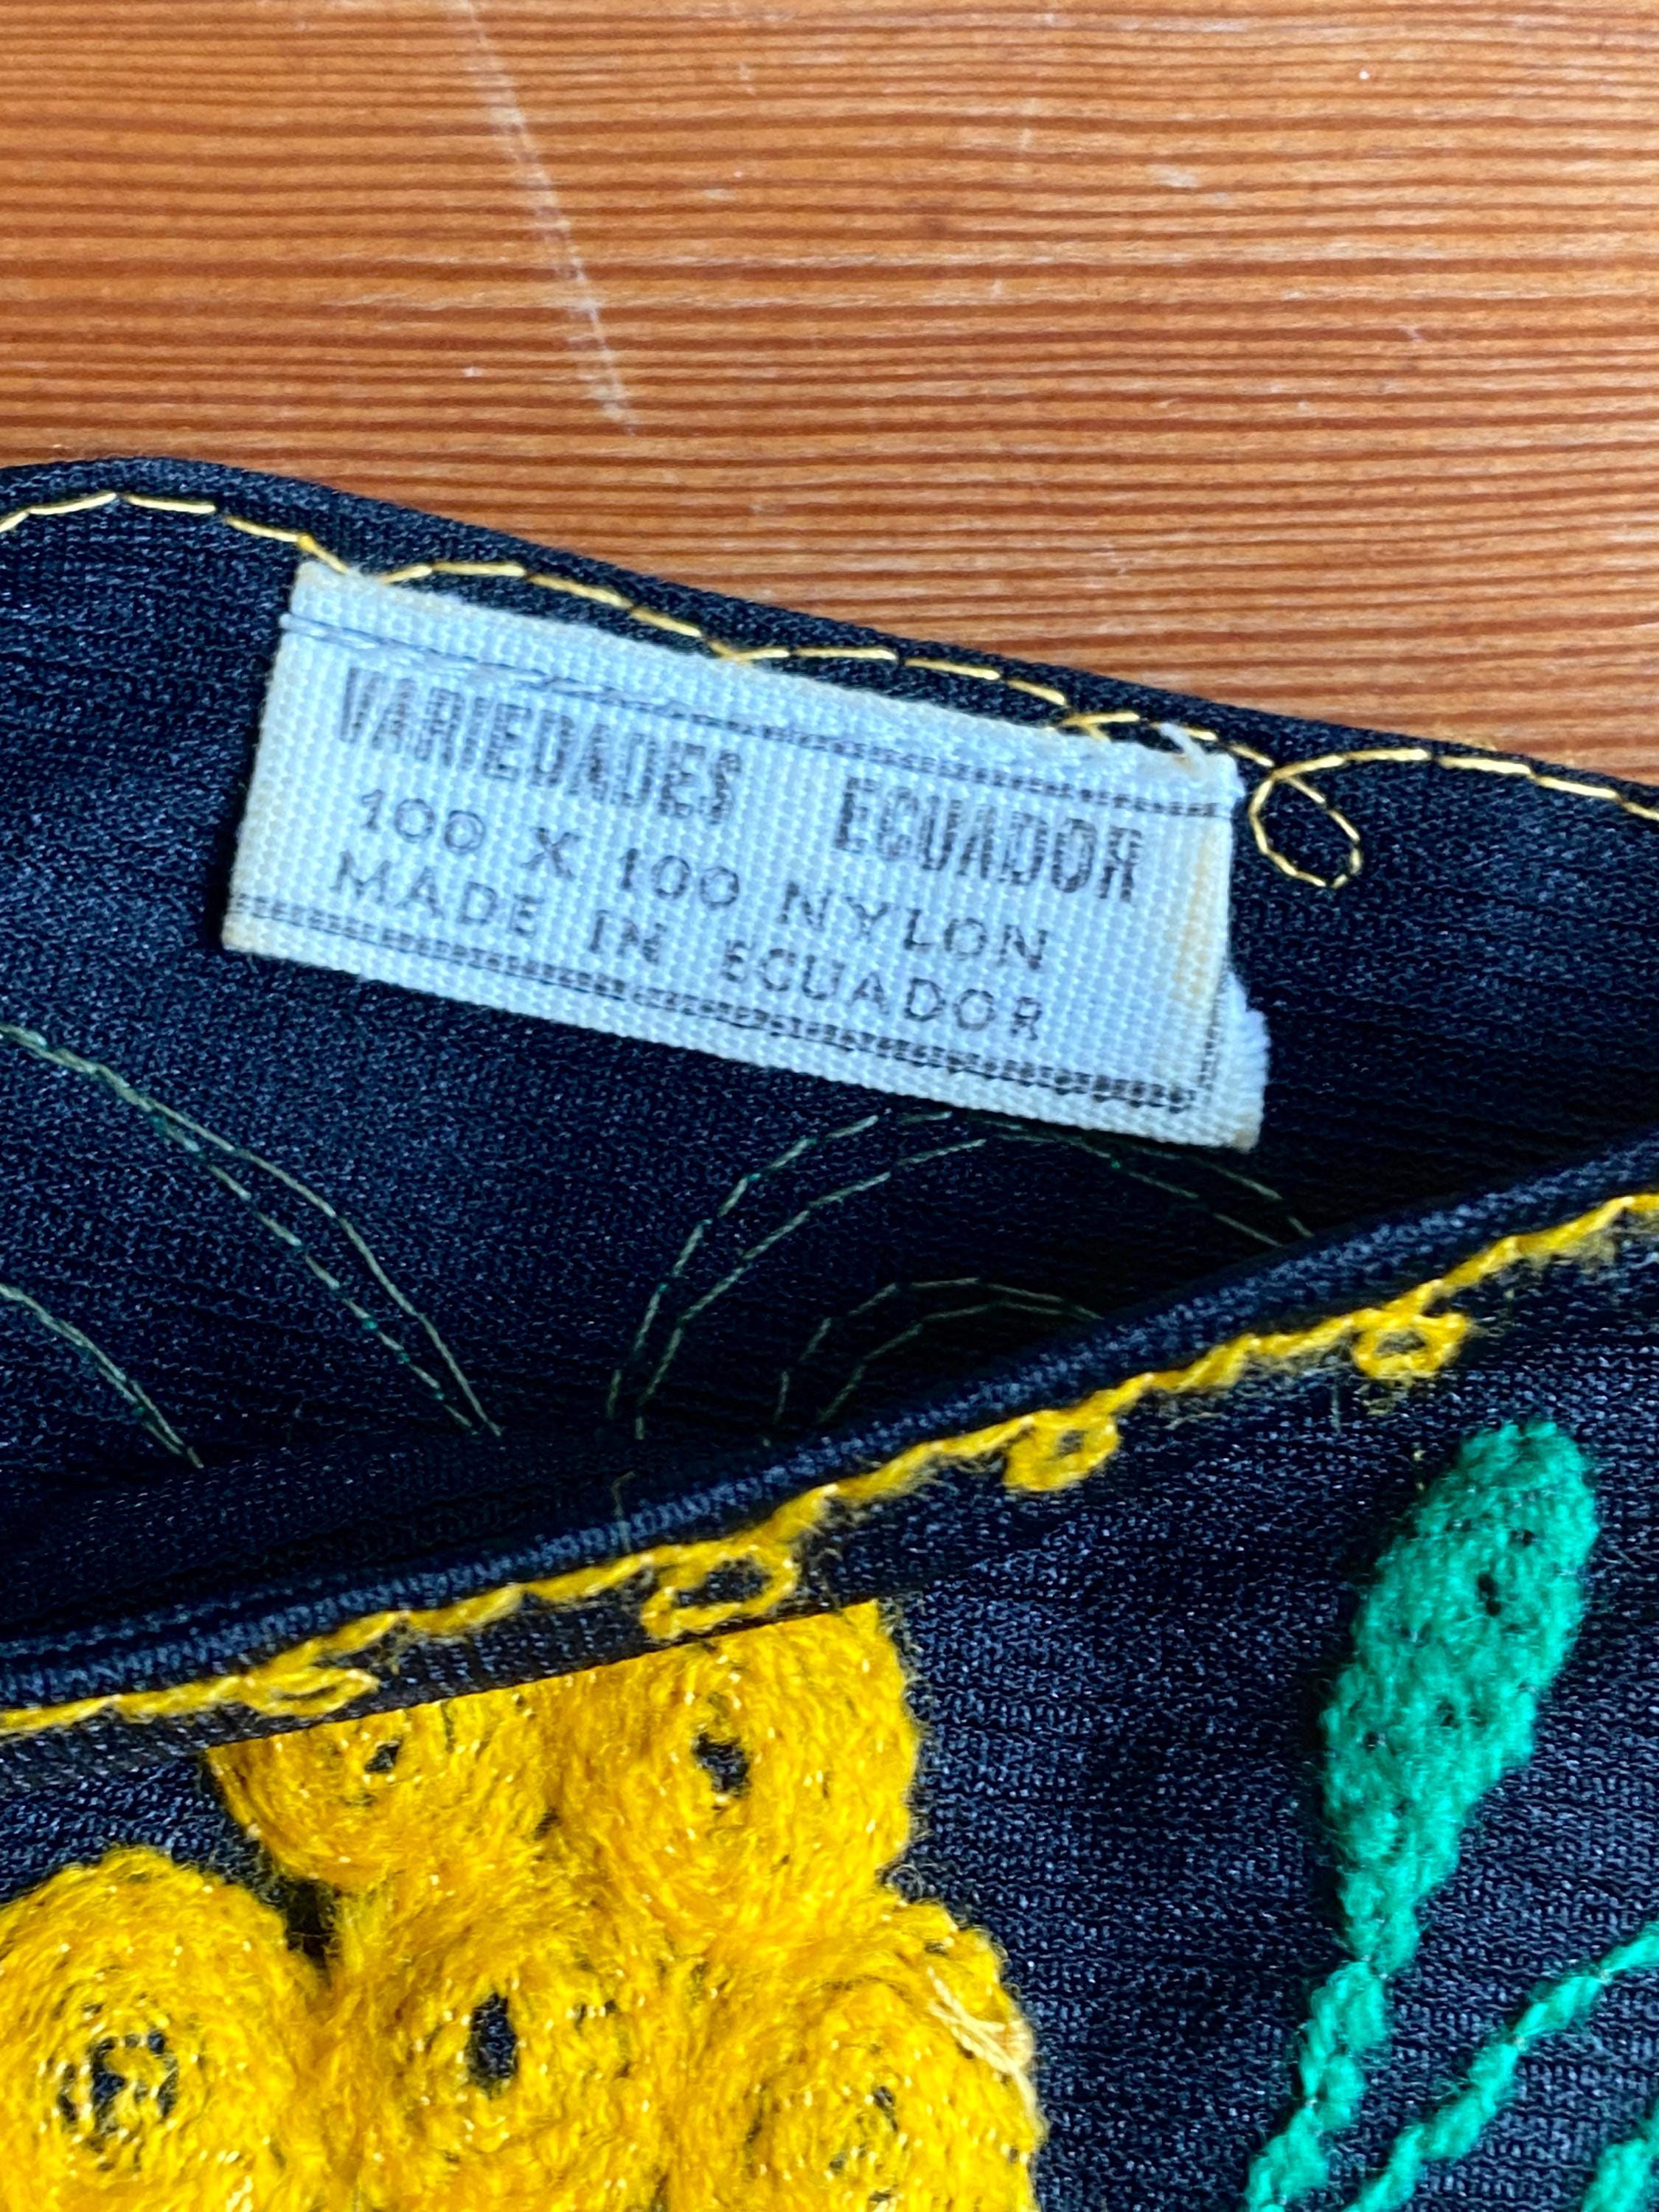 VARIEDADES ECUADOR
100 X 100 NYLON
MADE IN ECUADOR